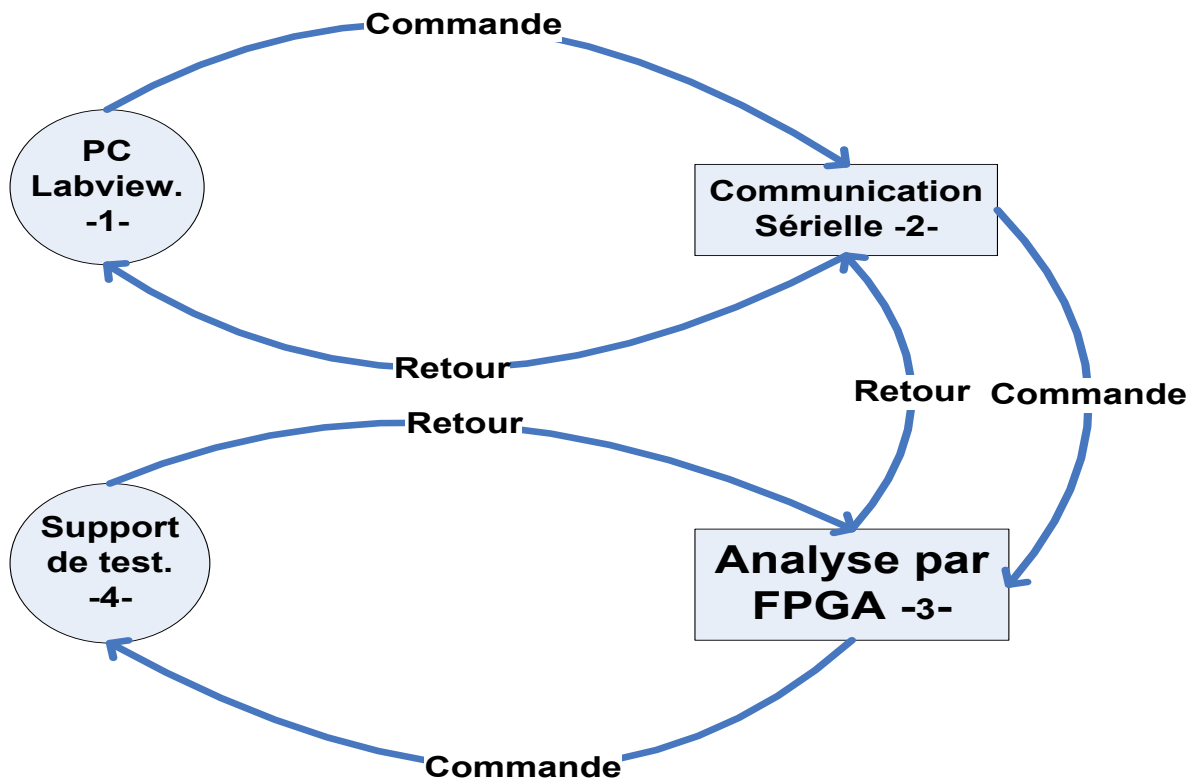 Commande
PC
Labview.
-1-
Communication
Sérielle -2-
Retour
Retour
Commande
Retour
Support
de test.
-4-
Analyse par
FPGA -3-
Commande